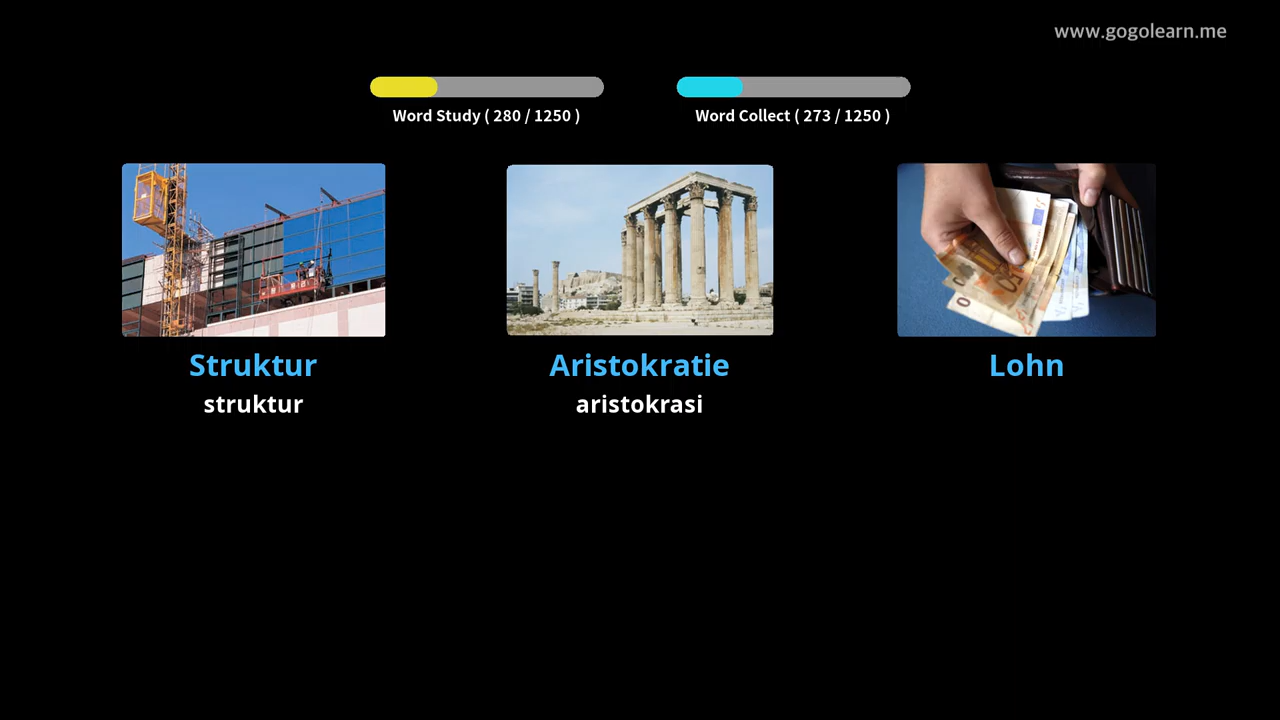 www.gogolearn.me
Word Study ( 280 / 1250 )
Word Collect ( 273 / 1250 )
Struktur
struktur
Aristokratie
aristokrasi
Lohn